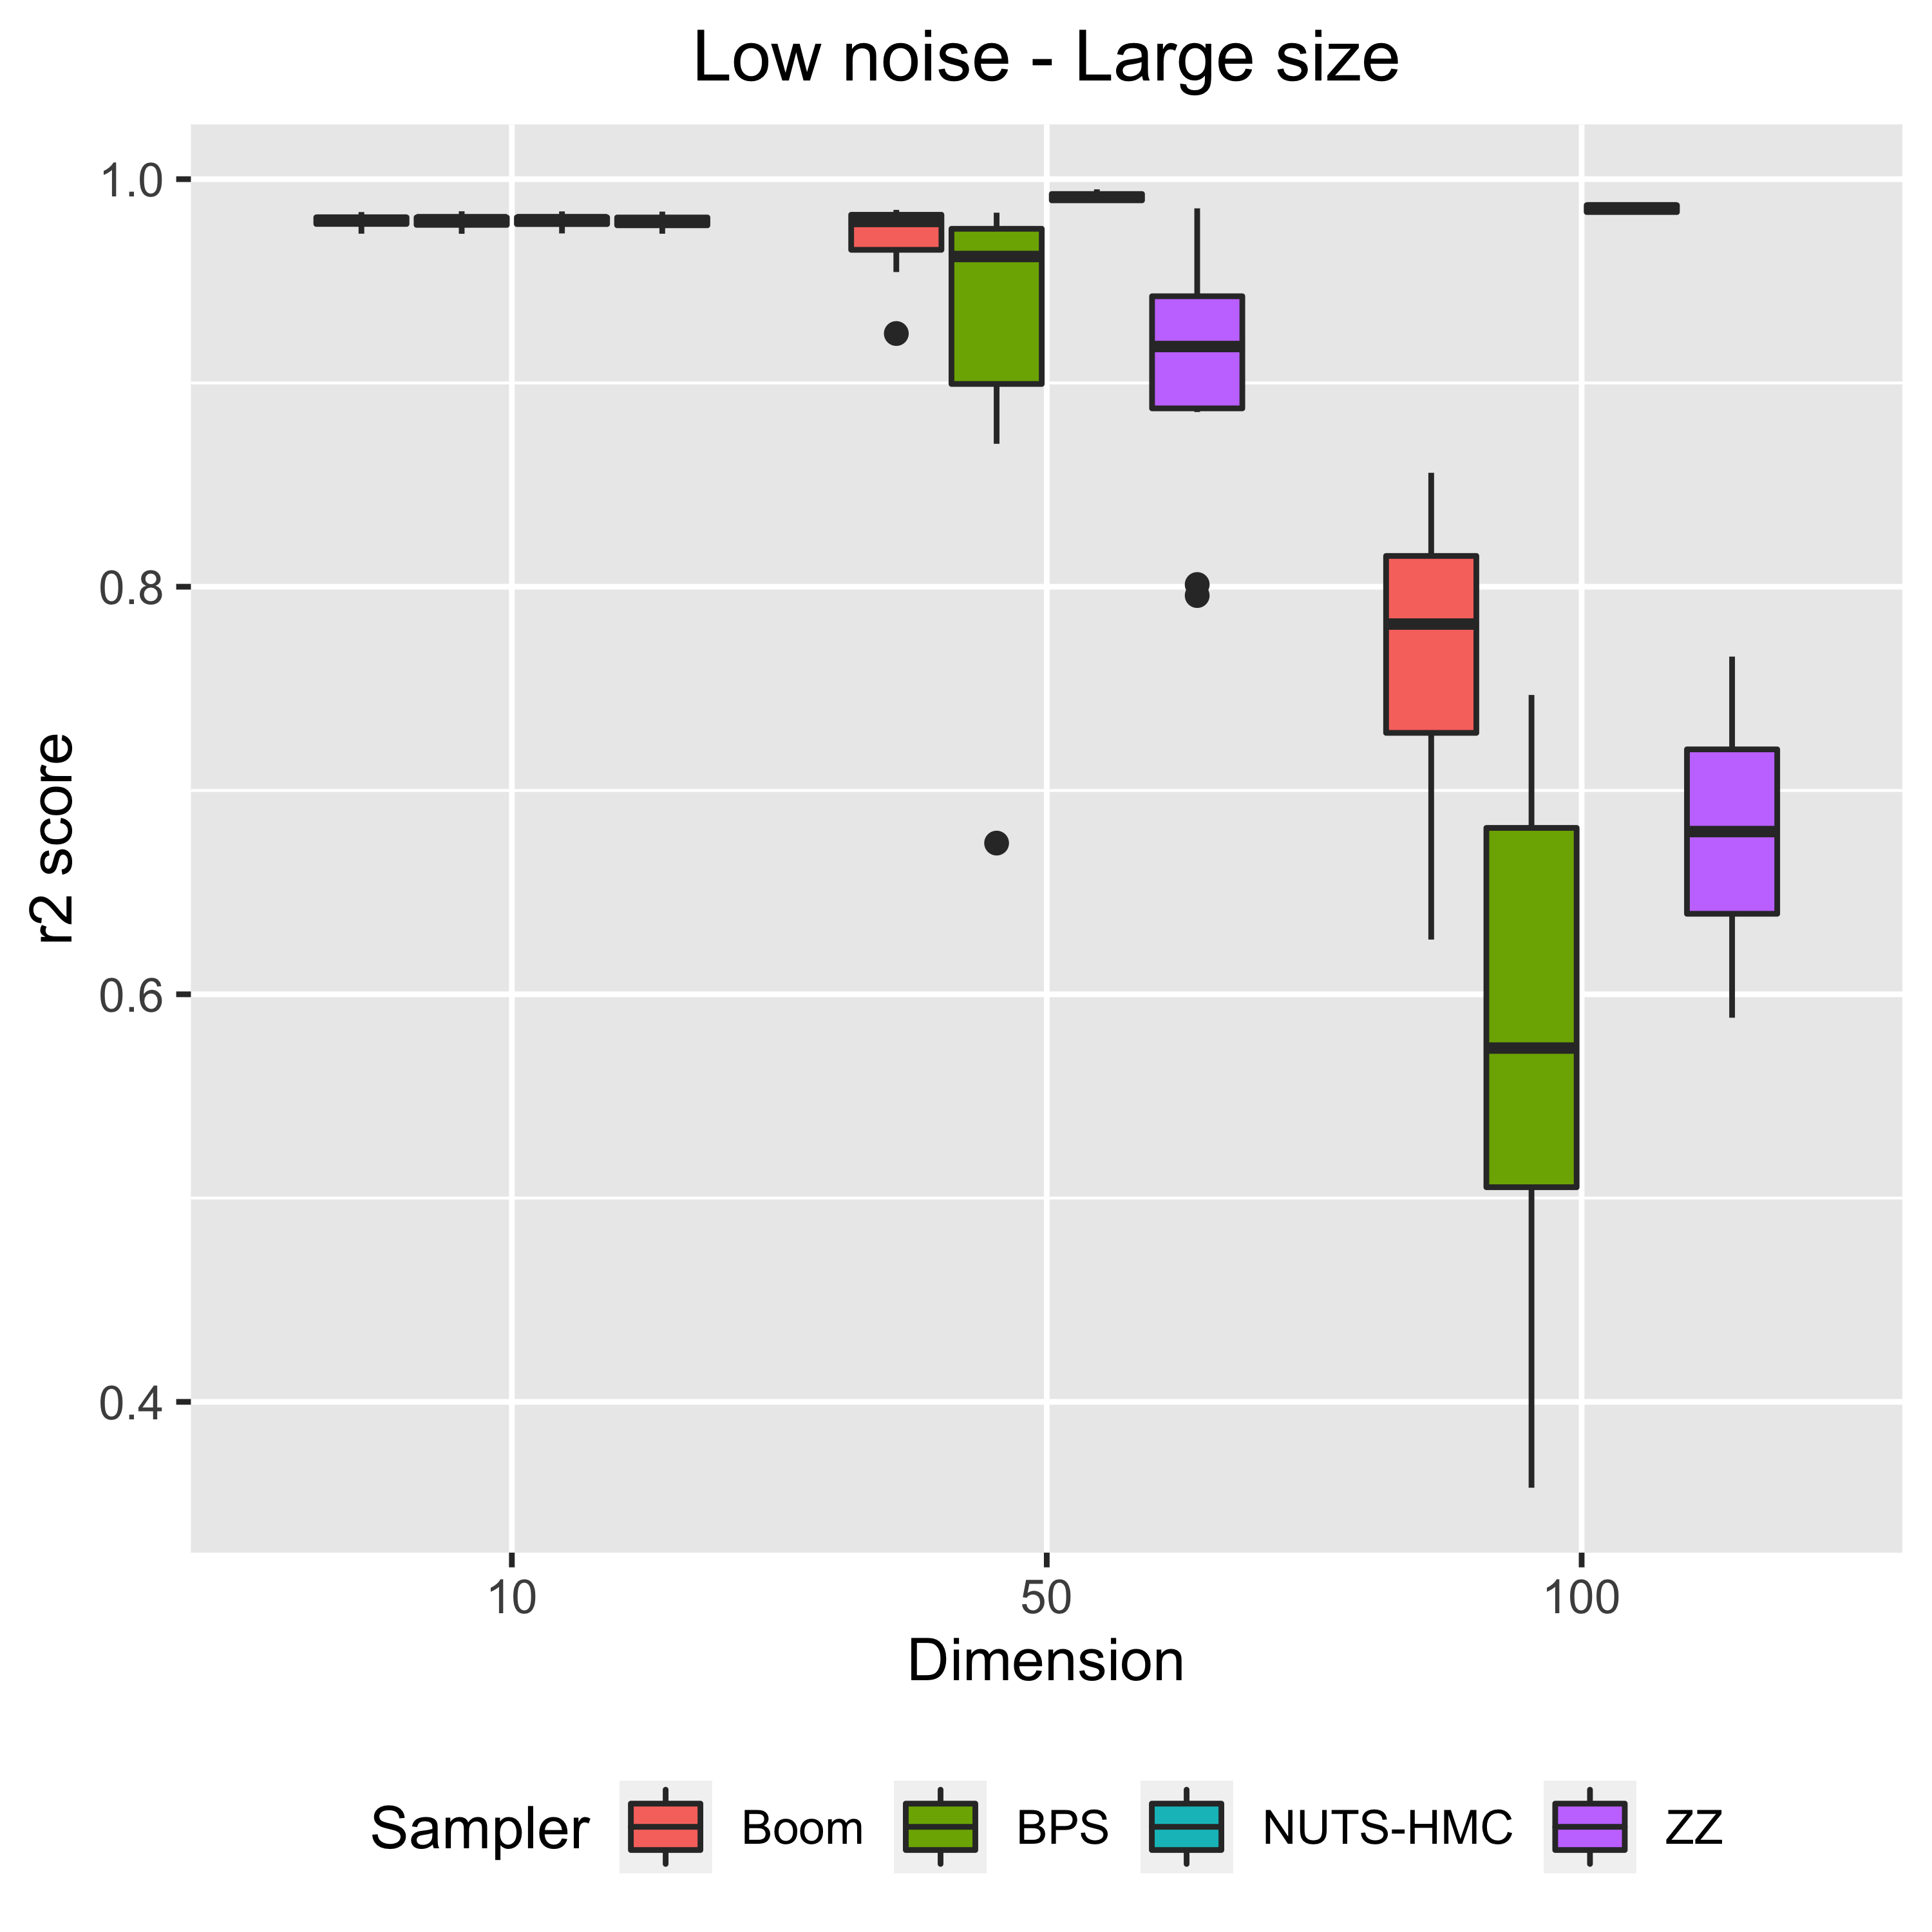 Low noise - Large size
r2 score
1.0
0.8
0.6
0.4
10 50 100
Dimension
Sampler Boom BPS NUTS-HMC ZZ